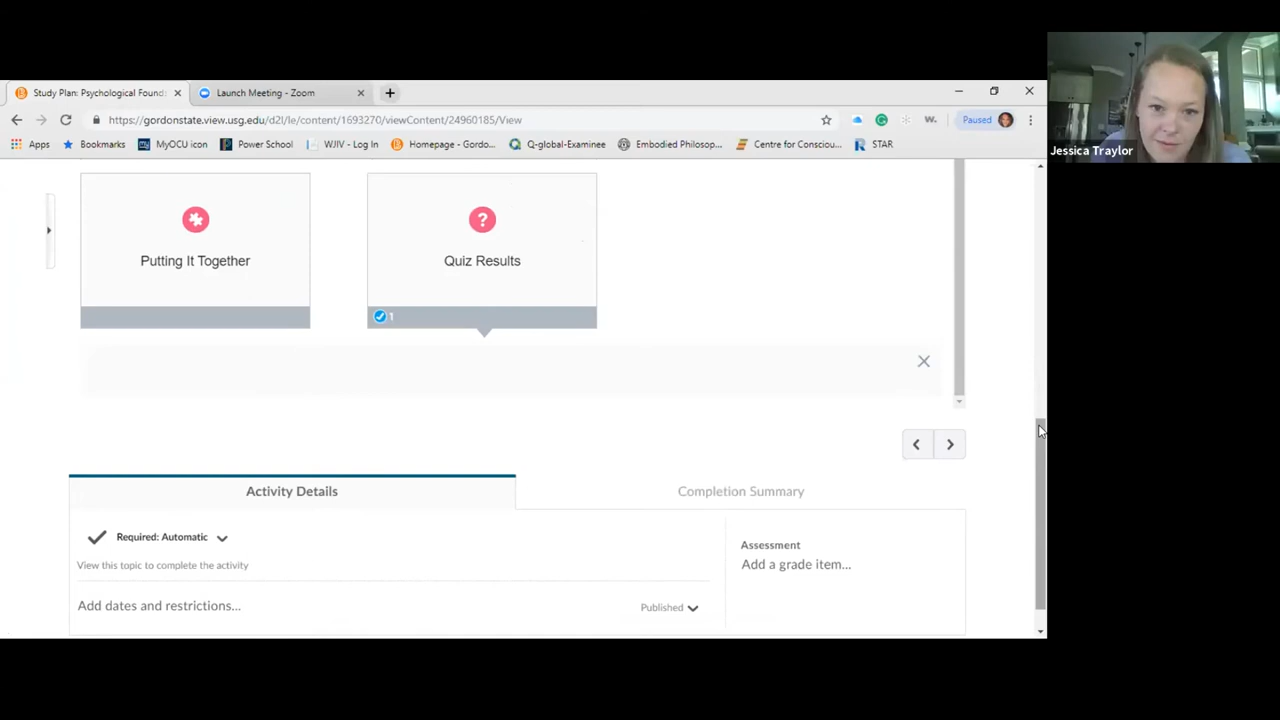 Study Plan: Psychological Found
Launch Meeting - Zoom
https://gordonstate.view.usg.edu/d2l/le/content/1693270/viewContent/24960185/View
W.
Paused
Apps
Bookmarks
MyOCU icon
Power School
WJIV - Log In
Homepage - Gordo...
Q-global-Examinee
Embodied Philosop...
Centre for Consciou...
STAR
Jessica Traylor
Putting It Together
?
Quiz Results
1
Activity Details
Completion Summary
Required: Automatic
View this topic to complete the activity
Add dates and restrictions...
Published
Assessment
Add a grade item...